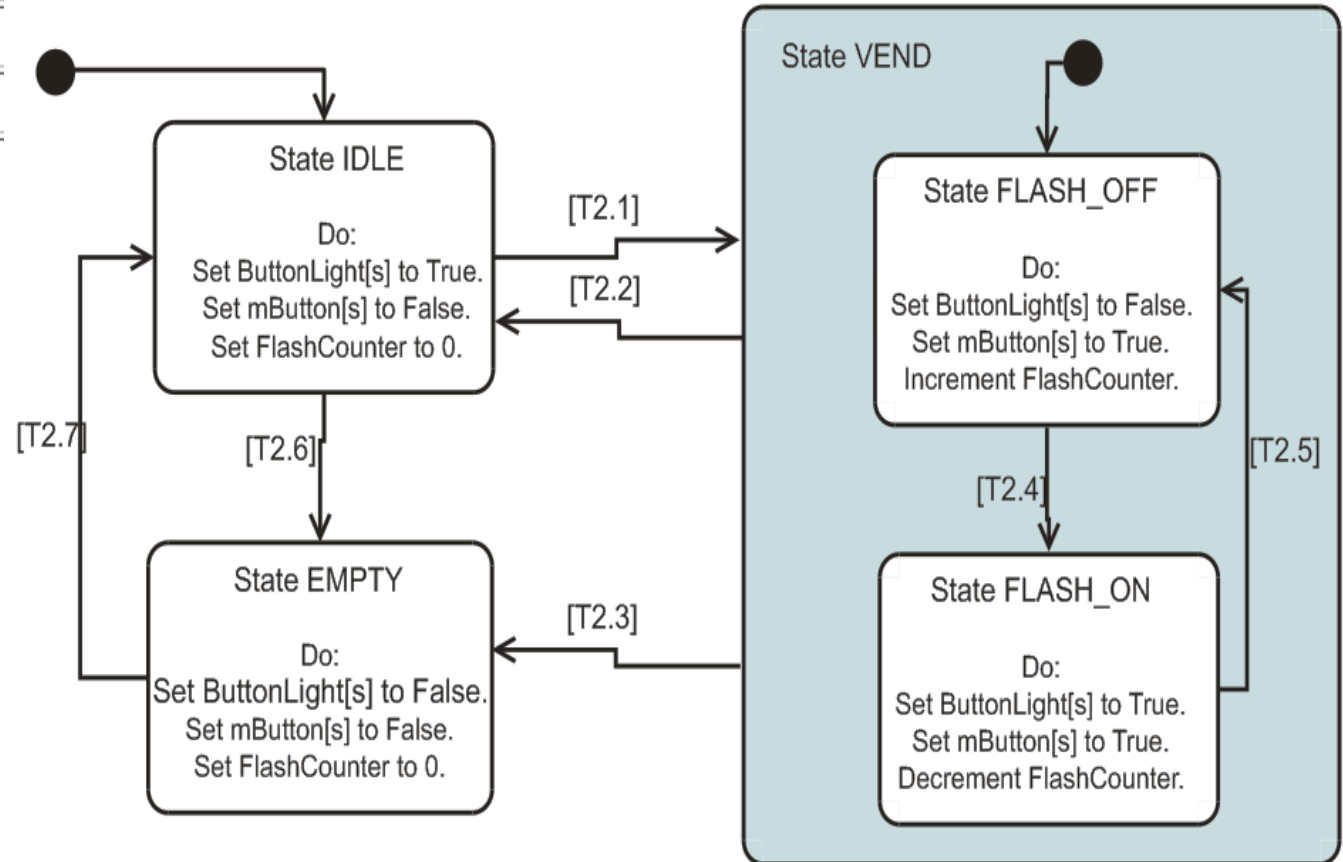 State VEND
State IDLE
Do:
Set ButtonLight[s] to True.
Set mButton[s] to False.
Set FlashCounter to 0.
[T2.1]
[T2.2]
State FLASH_OFF
Do:
Set ButtonLight[s] to False.
Set mButton[s] to True.
Increment FlashCounter.
[T2.7]
[T2.6]
[T2.4]
[T2.5]
State EMPTY
Do:
Set ButtonLight[s] to False.
Set mButton[s] to False.
Set FlashCounter to 0.
[T2.3]
State FLASH_ON
Do:
Set ButtonLight[s] to True.
Set mButton[s] to True.
Decrement FlashCounter.